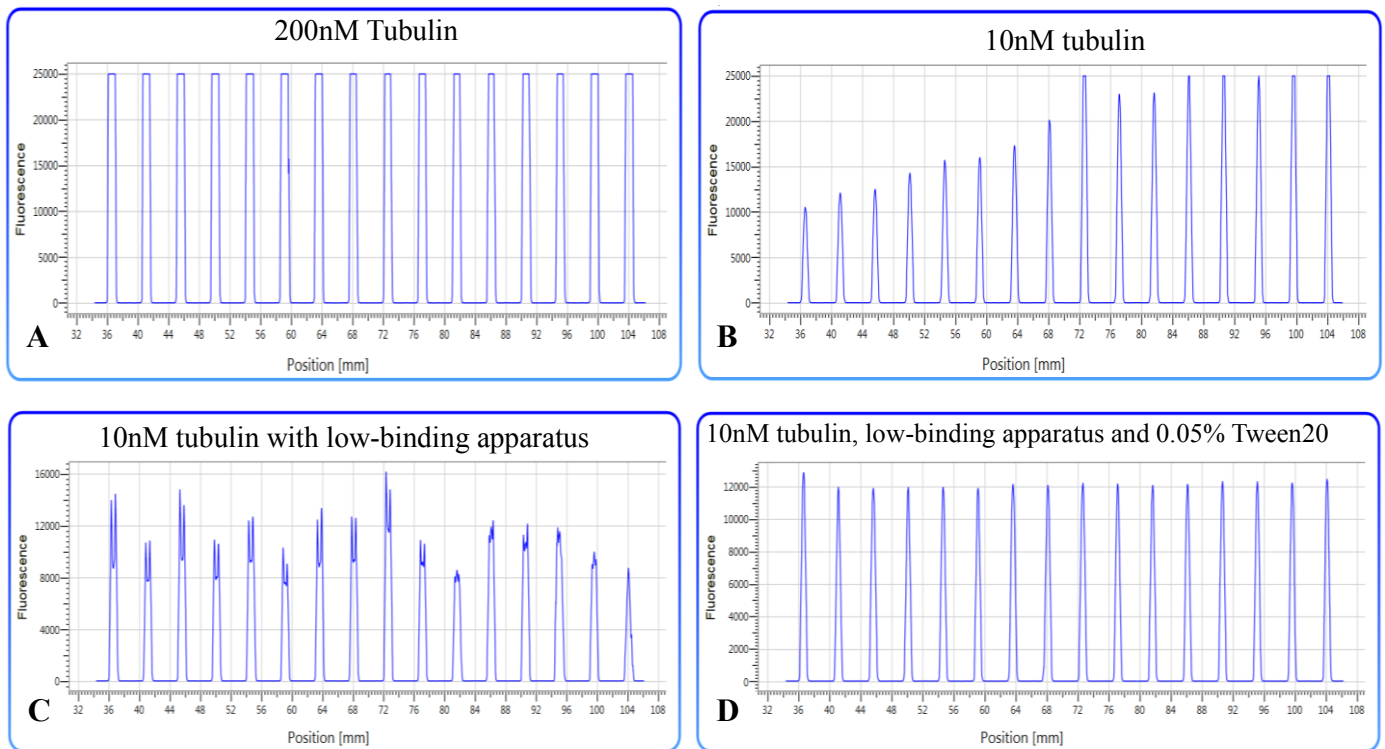 200nM Tubulin
Fluorescence
25000
20000
15000
10000
5000
0
32 36 40 44 48 52 56 60 64 68 72 76 80 84 88 92 96 100 104 108
Position [mm]
A
10nM tubulin
Fluorescence
25000
20000
15000
10000
5000
0
32 36 40 44 48 52 56 60 64 68 72 76 80 84 88 92 96 100 104 108
Position [mm]
B
10nM tubulin with low-binding apparatus
Fluorescence
16000
12000
8000
4000
0
32 36 40 44 48 52 56 60 64 68 72 76 80 84 88 92 96 100 104 108
Position [mm]
C
10nM tubulin, low-binding apparatus and 0.05% Tween20
Fluorescence
12000
10000
8000
6000
4000
2000
0
32 36 40 44 48 52 56 60 64 68 72 76 80 84 88 92 96 100 104 108
Position [mm]
D